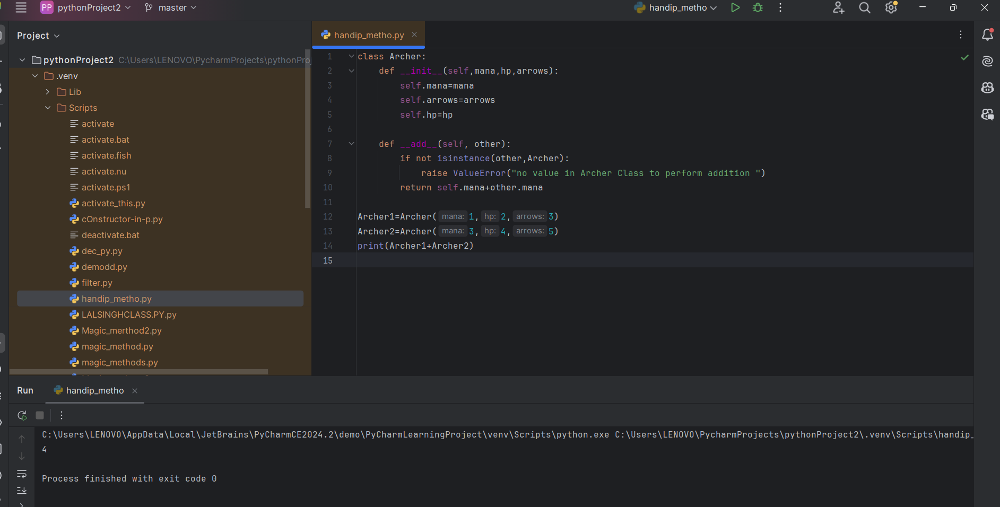 PP pythonProject2 master handip_metho
Project
handip_metho.py
pythonProject2 C:\Users\LENOVO\PycharmProjects\pythonPro
.venv
Lib
Scripts
activate
activate.bat
activate.fish
activate.nu
activate.ps1
activate_this.py
cOnstructor-in-p.py
deactivate.bat
dec_py.py
demodd.py
filter.py
handip_metho.py
LALSINGHCLASS.PY.py
Magic_merthod2.py
magic_method.py
magic_methods.py
1 class Archer:
2 def __init__(self,mana,hp,arrows):
3 self.mana=mana
4 self.arrows=arrows
5 self.hp=hp
6
7 def __add__(self, other):
8 if not isinstance(other,Archer):
9 raise ValueError("no value in Archer Class to perform addition ")
10 return self.mana+other.mana
11
12 Archer1=Archer( mana: 1, hp: 2, arrows: 3)
13 Archer2=Archer( mana: 3, hp: 4, arrows: 5)
14 print(Archer1+Archer2)
15
Run handip_metho
C:\Users\LENOVO\AppData\Local\JetBrains\PyCharmCE2024.2\demo\PyCharmLearningProject\venv\Scripts\python.exe C:\Users\LENOVO\PycharmProjects\pythonProject2\.venv\Scripts\handip_
4
Process finished with exit code 0